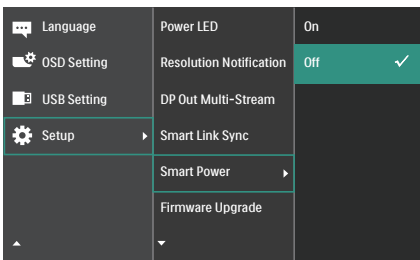 Language
OSD Setting
USB Setting
Setup
Power LED
Resolution Notification
DP Out Multi-Stream
Smart Link Sync
Smart Power
Firmware Upgrade
On
Off